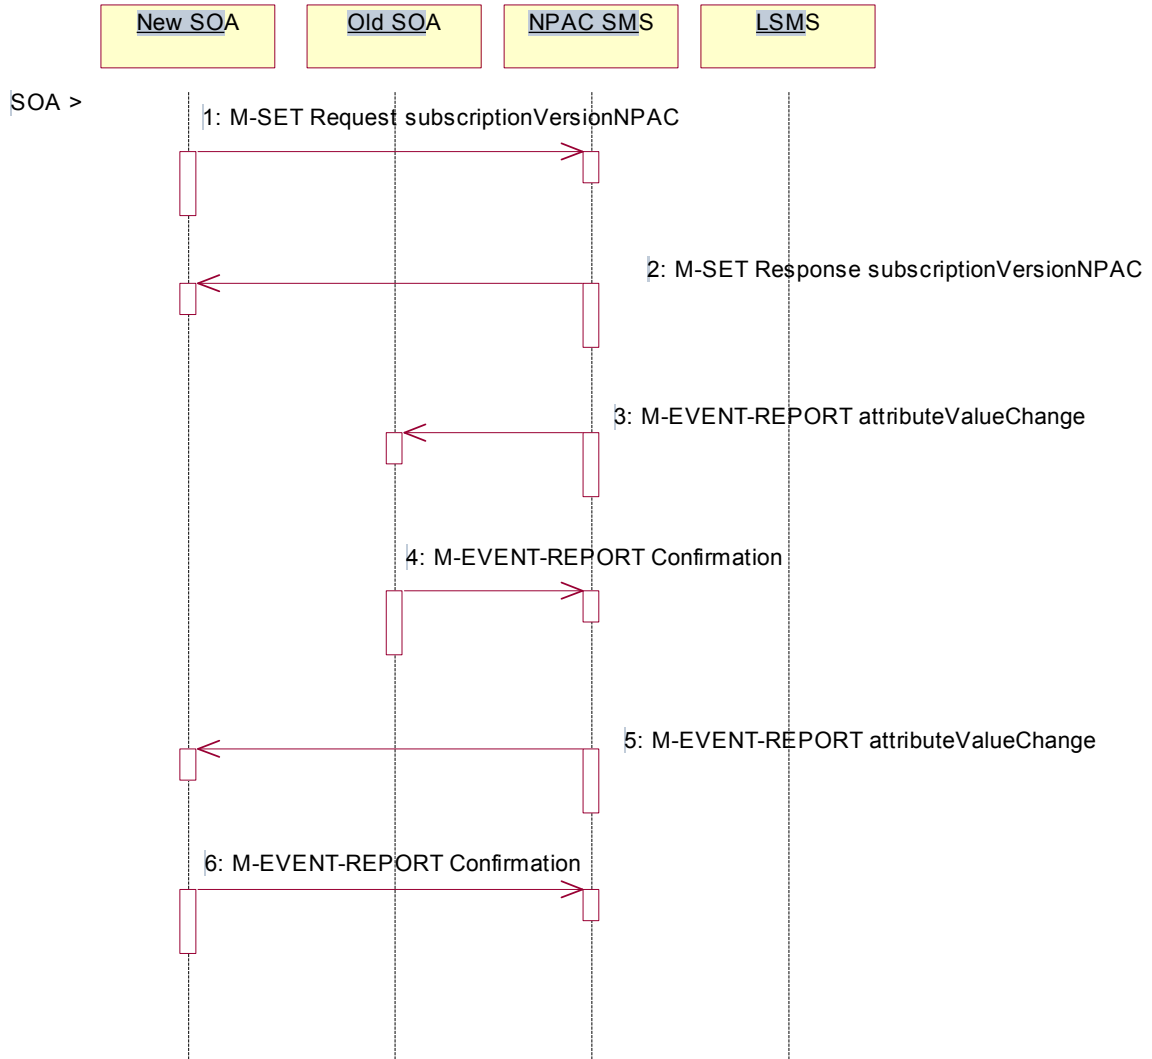 New SOA
Old SOA
NPAC SMS
LSMS
SOA >
1: M-SET Request subscriptionVersionNPAC
2: M-SET Response subscriptionVersionNPAC
3: M-EVENT-REPORT attributeValueChange
4: M-EVENT-REPORT Confirmation
5: M-EVENT-REPORT attributeValueChange
6: M-EVENT-REPORT Confirmation